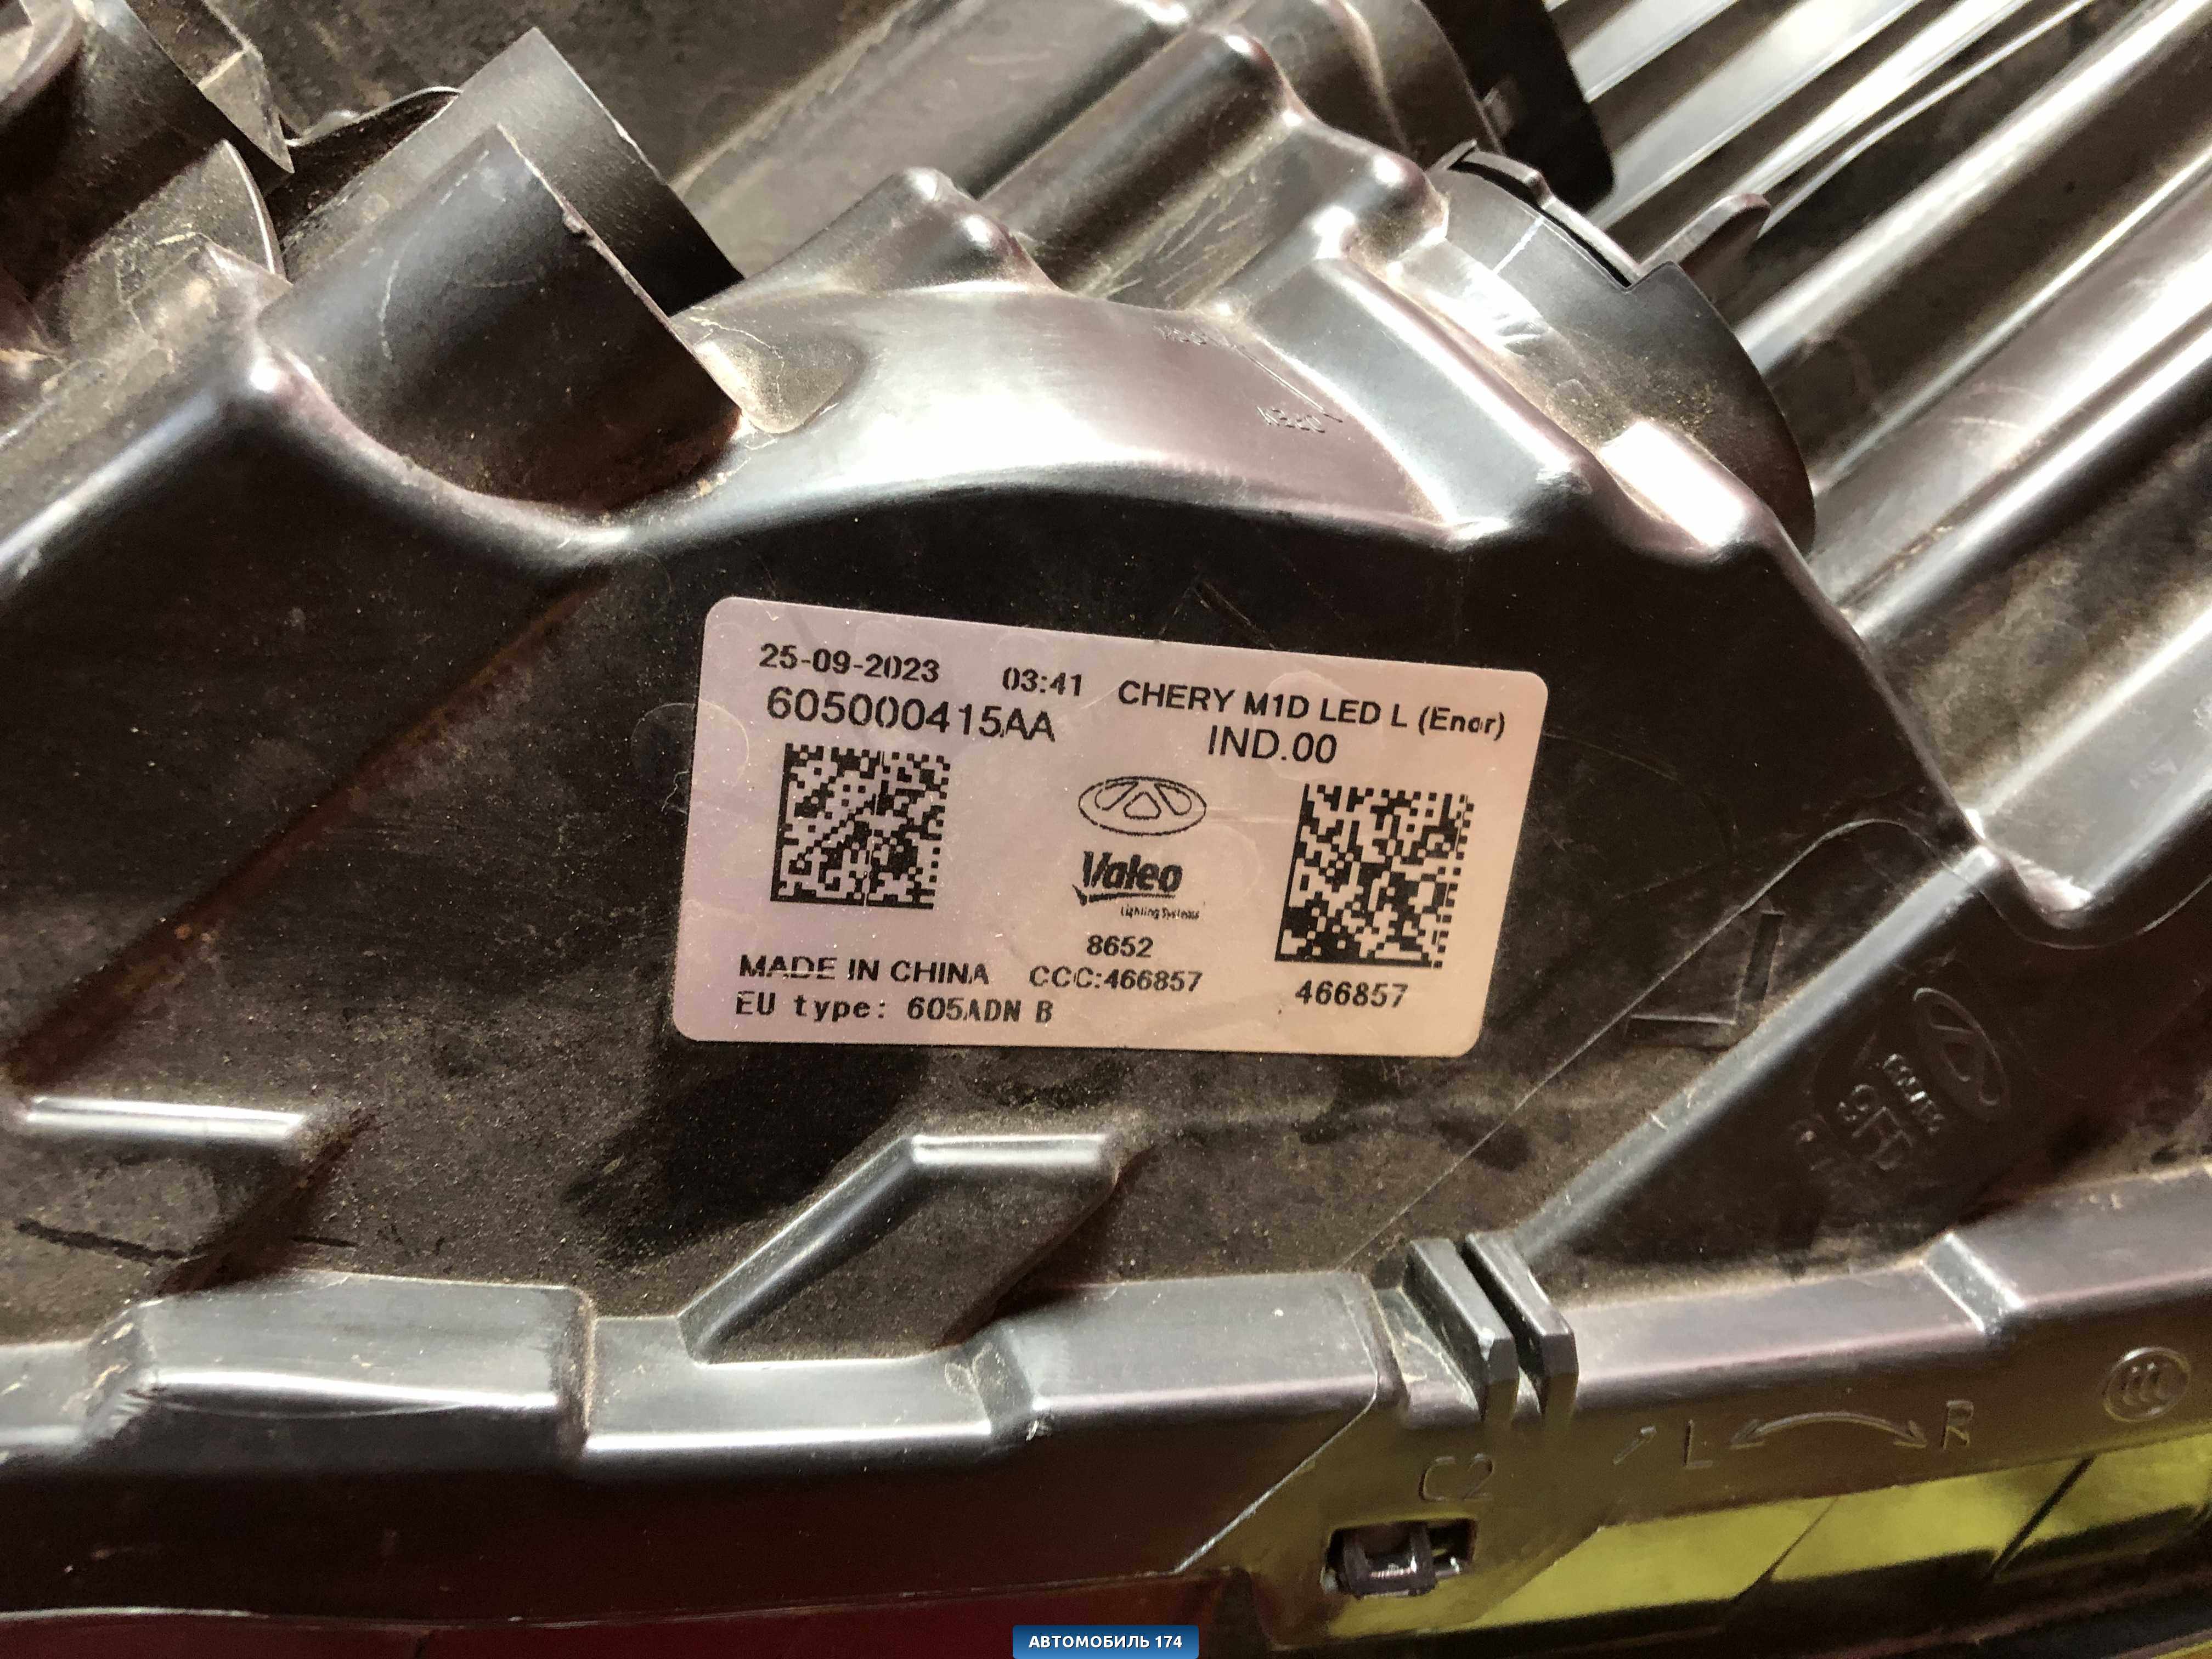 25-09-2023 03:41 CHERY M1D LED L (Enor)
605000415AA IND.00
Valeo
Lighting Systems
8652
MADE IN CHINA CCC:466857 466857
EU type: 605ADN B
C2
L R
АВТОМОБИЛЬ 174